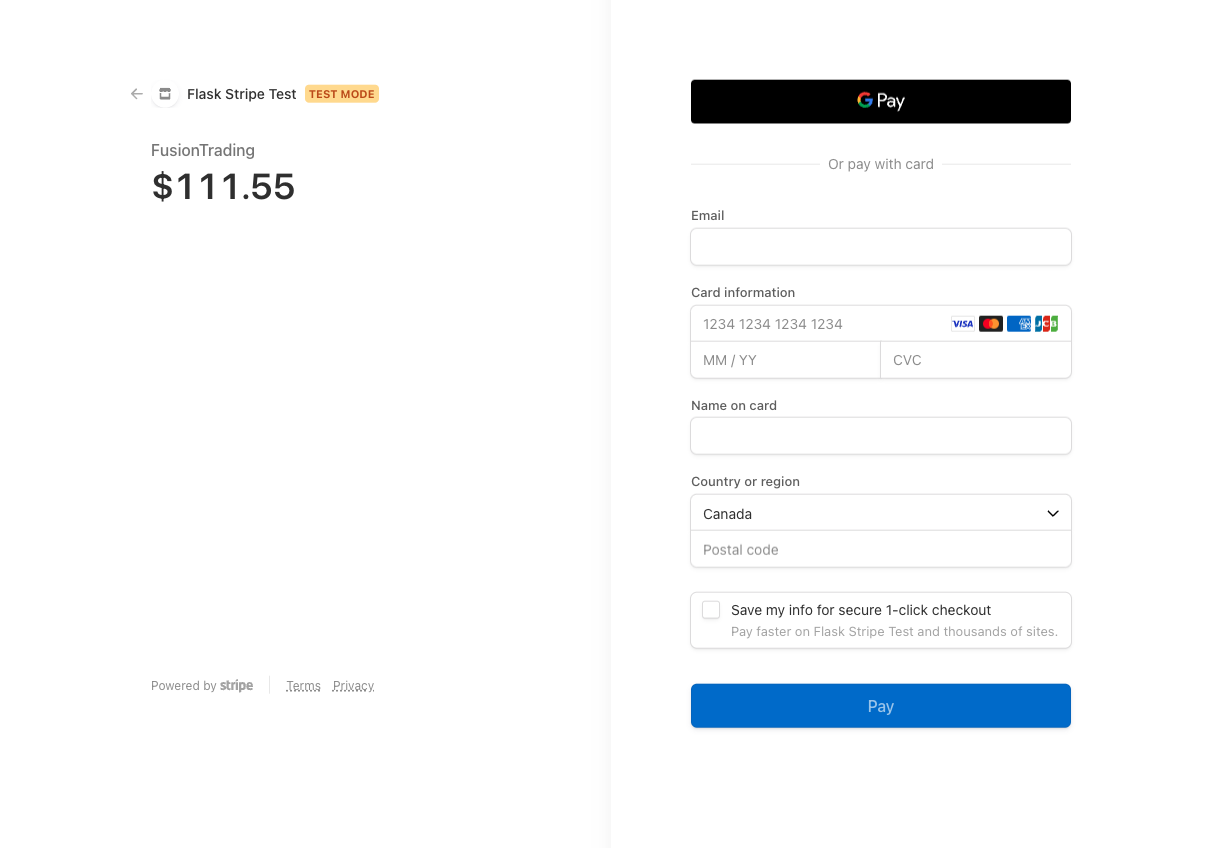 Flask Stripe Test TEST MODE
FusionTrading
$111.55
Powered by stripe Terms Privacy
G Pay
Or pay with card
Email
Card information
1234 1234 1234 1234 VISA AMEX JCB
MM / YY CVC
Name on card
Country or region
Canada
Postal code
Save my info for secure 1-click checkout
Pay faster on Flask Stripe Test and thousands of sites.
Pay